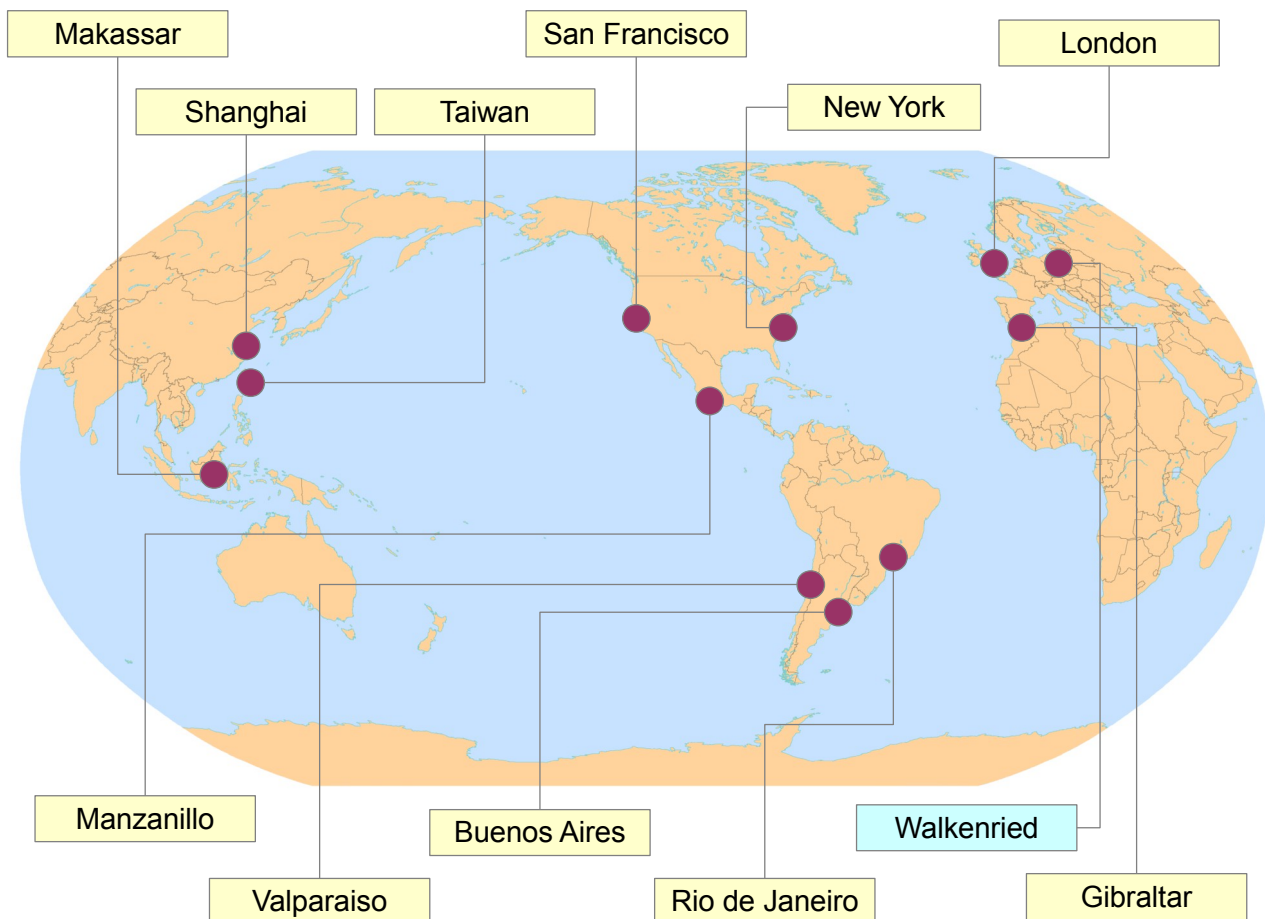 Makassar
San Francisco
London
Shanghai
Taiwan
New York
Manzanillo
Buenos Aires
Walkenried
Valparaiso
Rio de Janeiro
Gibraltar